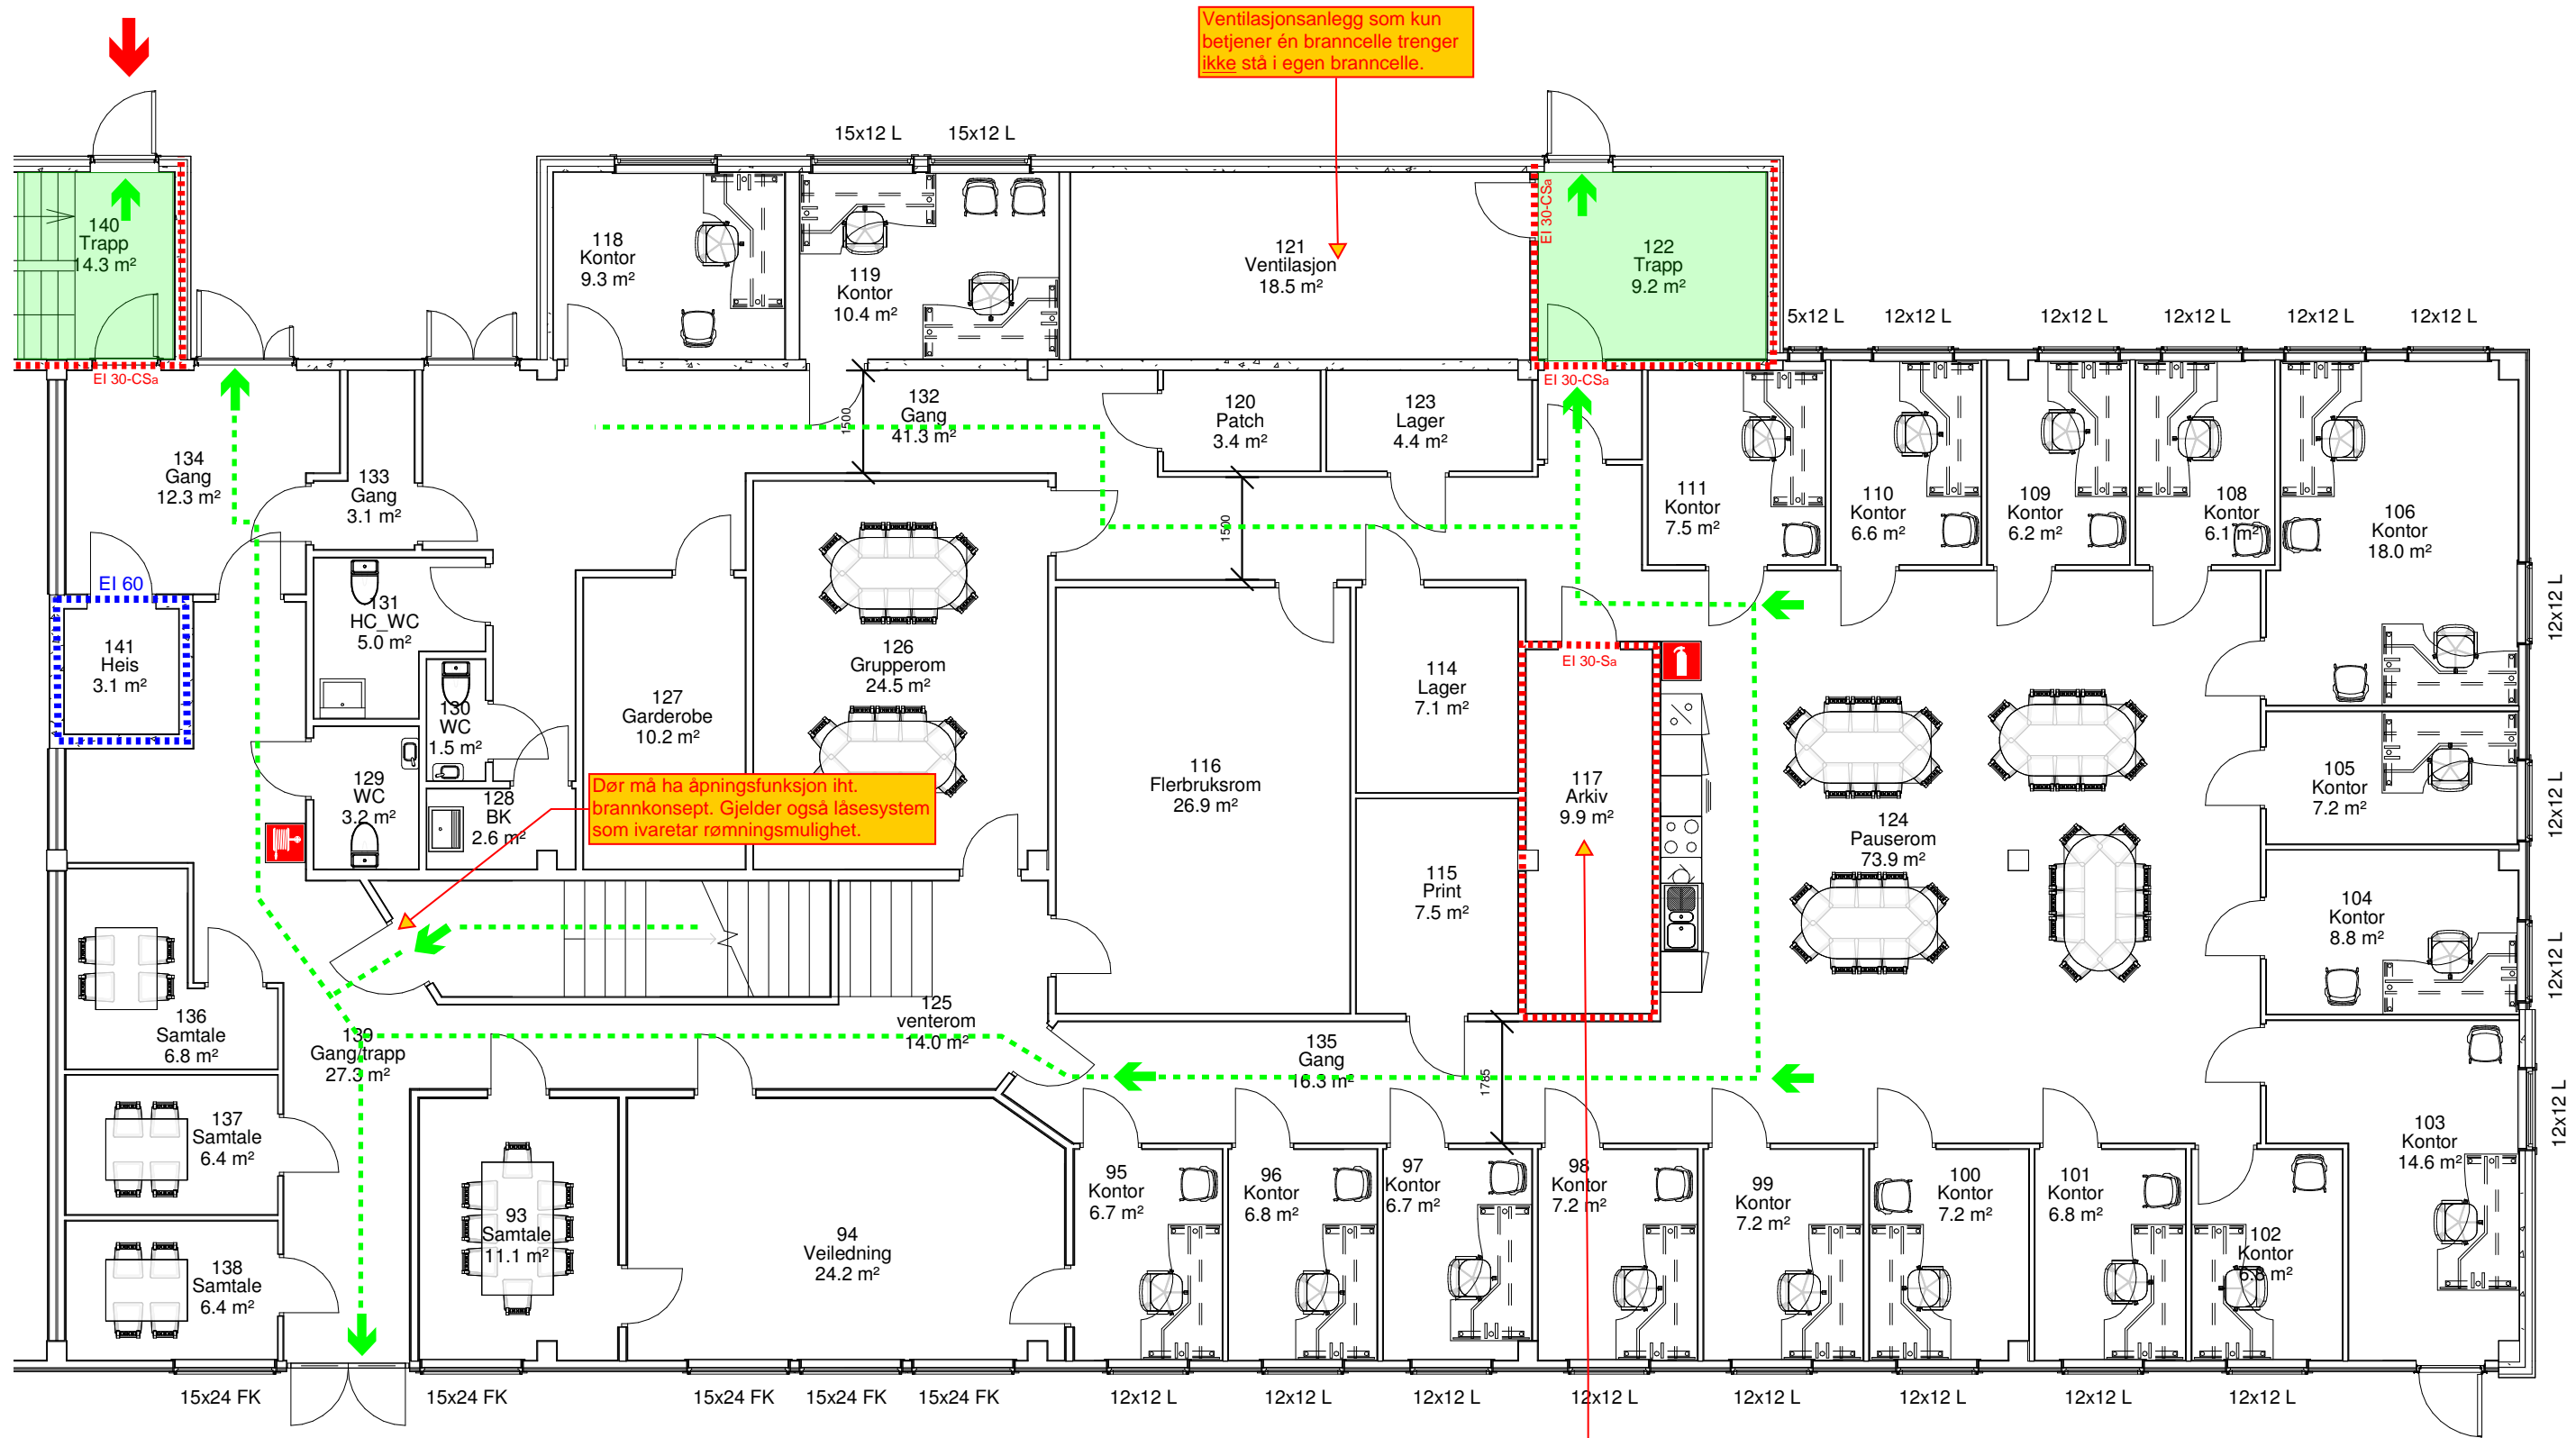 Ventilasjonsanlegg som kun
betjener én branncelle trenger
ikke stå i egen branncelle.
15x12 L
15x12 L
140
Trapp
14.3 m²
EI 30-CSa
118
Kontor
9.3 m²
119
Kontor
10.4 m²
121
Ventilasjon
18.5 m²
EI 30-CSa
122
Trapp
9.2 m²
EI 30-CSa
5x12 L
12x12 L
12x12 L
12x12 L
12x12 L
12x12 L
134
Gang
12.3 m²
133
Gang
3.1 m²
132
Gang
41.3 m²
1500
120
Patch
3.4 m²
123
Lager
4.4 m²
1500
111
Kontor
7.5 m²
110
Kontor
6.6 m²
109
Kontor
6.2 m²
108
Kontor
6.1 m²
106
Kontor
18.0 m²
12x12 L
EI 60
141
Heis
3.1 m²
131
HC_WC
5.0 m²
130
WC
1.5 m²
129
WC
3.2 m²
128
BK
2.6 m²
127
Garderobe
10.2 m²
126
Grupperom
24.5 m²
Dør må ha åpningsfunksjon iht.
brannkonsept. Gjelder også låsesystem
som ivaretar rømningsmulighet.
116
Flerbruksrom
26.9 m²
114
Lager
7.1 m²
115
Print
7.5 m²
EI 30-Sa
117
Arkiv
9.9 m²
124
Pauserom
73.9 m²
105
Kontor
7.2 m²
12x12 L
104
Kontor
8.8 m²
12x12 L
136
Samtale
6.8 m²
139
Gang/trapp
27.3 m²
125
venterom
14.0 m²
135
Gang
16.3 m²
1785
103
Kontor
14.6 m²
12x12 L
137
Samtale
6.4 m²
138
Samtale
6.4 m²
93
Samtale
11.1 m²
94
Veiledning
24.2 m²
95
Kontor
6.7 m²
96
Kontor
6.8 m²
97
Kontor
6.7 m²
98
Kontor
7.2 m²
99
Kontor
7.2 m²
100
Kontor
7.2 m²
101
Kontor
6.8 m²
102
Kontor
6.8 m²
15x24 FK
15x24 FK
15x24 FK
15x24 FK
15x24 FK
12x12 L
12x12 L
12x12 L
12x12 L
12x12 L
12x12 L
12x12 L
12x12 L